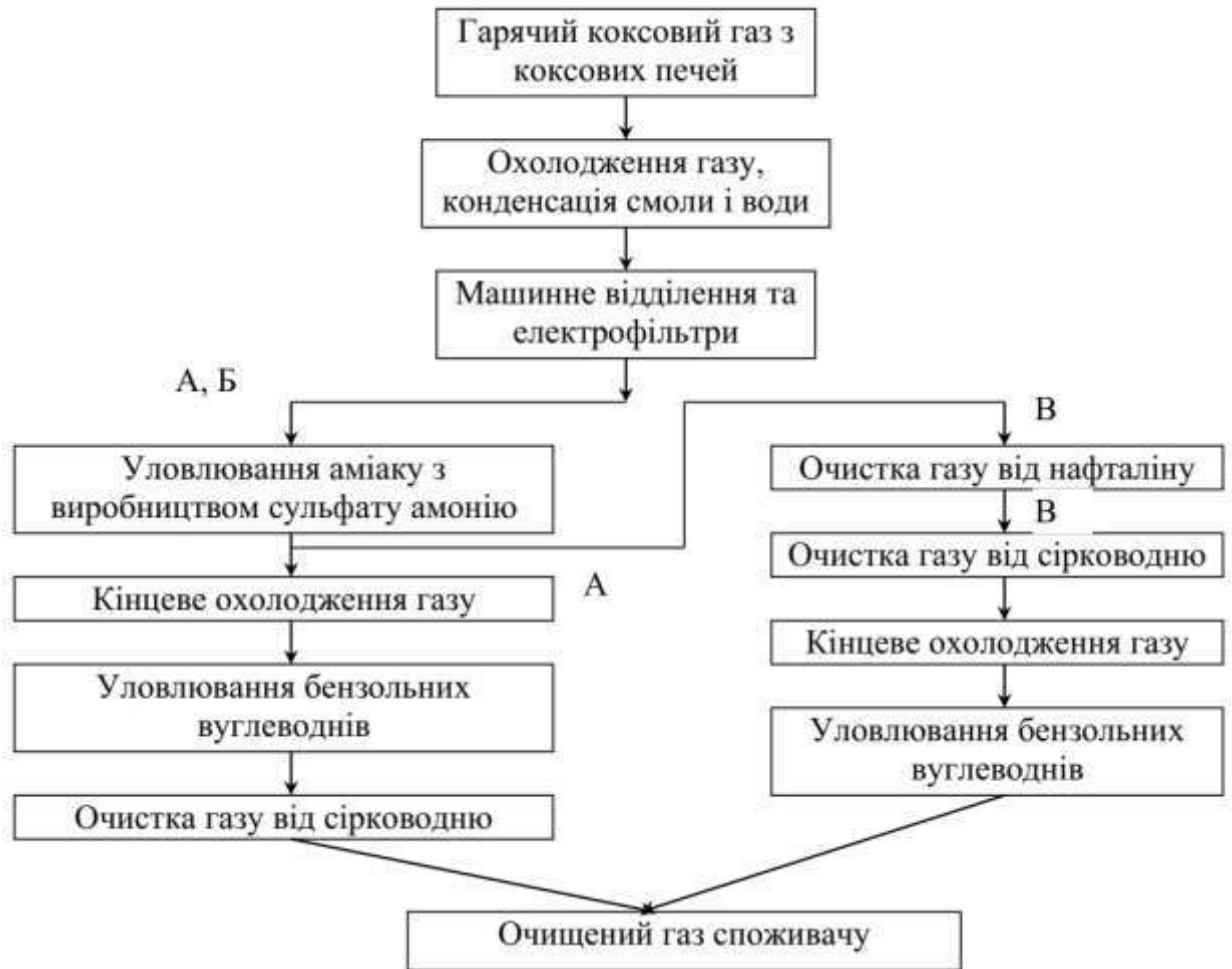 Гарячий коксовий газ з
коксових печей
Охолодження газу,
конденсація смоли і води
Машинне відділення та
електрофільтри
А, Б
Уловлювання аміаку з
виробництвом сульфату амонію
А
Кінцеве охолодження газу
Уловлювання бензольних
вуглеводнів
Очистка газу від сірководню
В
Очистка газу від нафталіну
В
Очистка газу від сірководню
Кінцеве охолодження газу
Уловлювання бензольних
вуглеводнів
Очищений газ споживачу